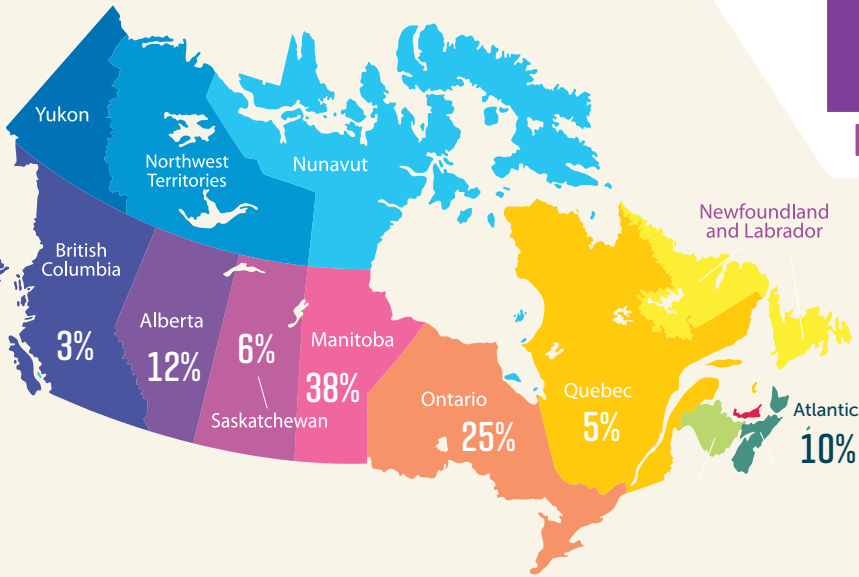 Yukon
Northwest
Territories
Nunavut
Newfoundland
and Labrador
British
Columbia
3%
Alberta
12%
6%
Saskatchewan
Manitoba
38%
Ontario
25%
Quebec
5%
Atlantic
10%